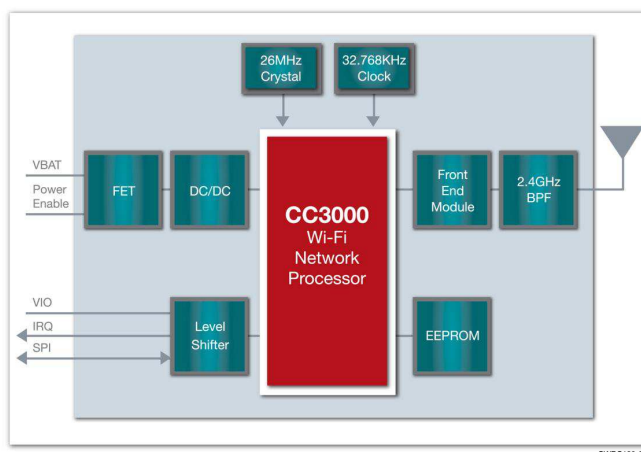 26MHz
Crystal
32.768KHz
Clock
VBAT
Power
Enable
FET
DC/DC
CC3000
Wi-Fi
Network
Processor
Front
End
Module
2.4GHz
BPF
VIO
IRQ
SPI
Level
Shifter
EEPROM